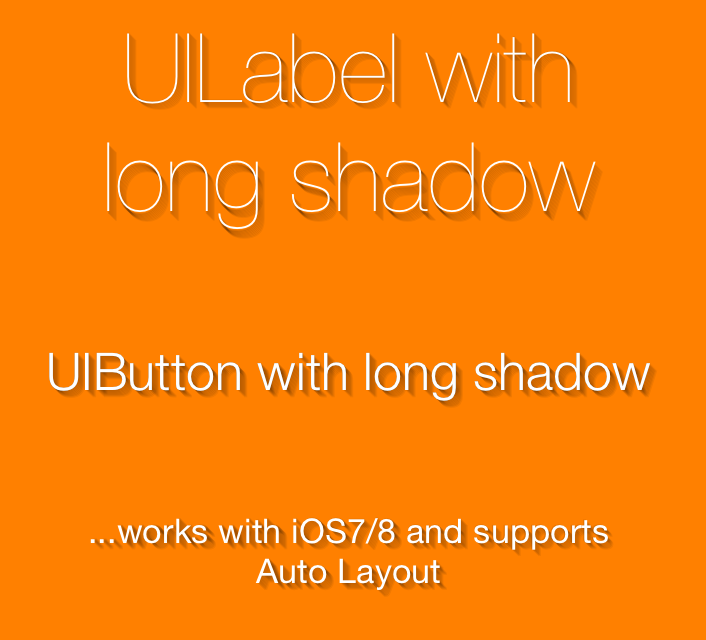 UILabel with
long shadow
UIButton with long shadow
...works with iOS7/8 and supports
Auto Layout